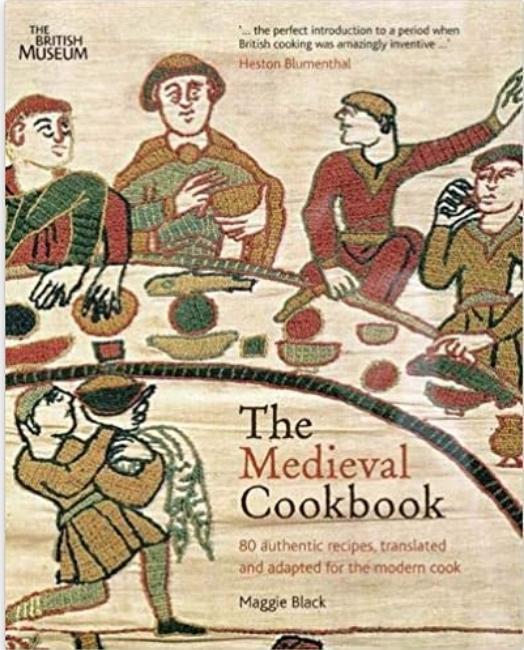 THE
BRITISH
MUSEUM
'... the perfect introduction to a period when
British cooking was amazingly inventive ...'
Heston Blumenthal
The
Medieval
Cookbook
80 authentic recipes, translated
and adapted for the modern cook
Maggie Black